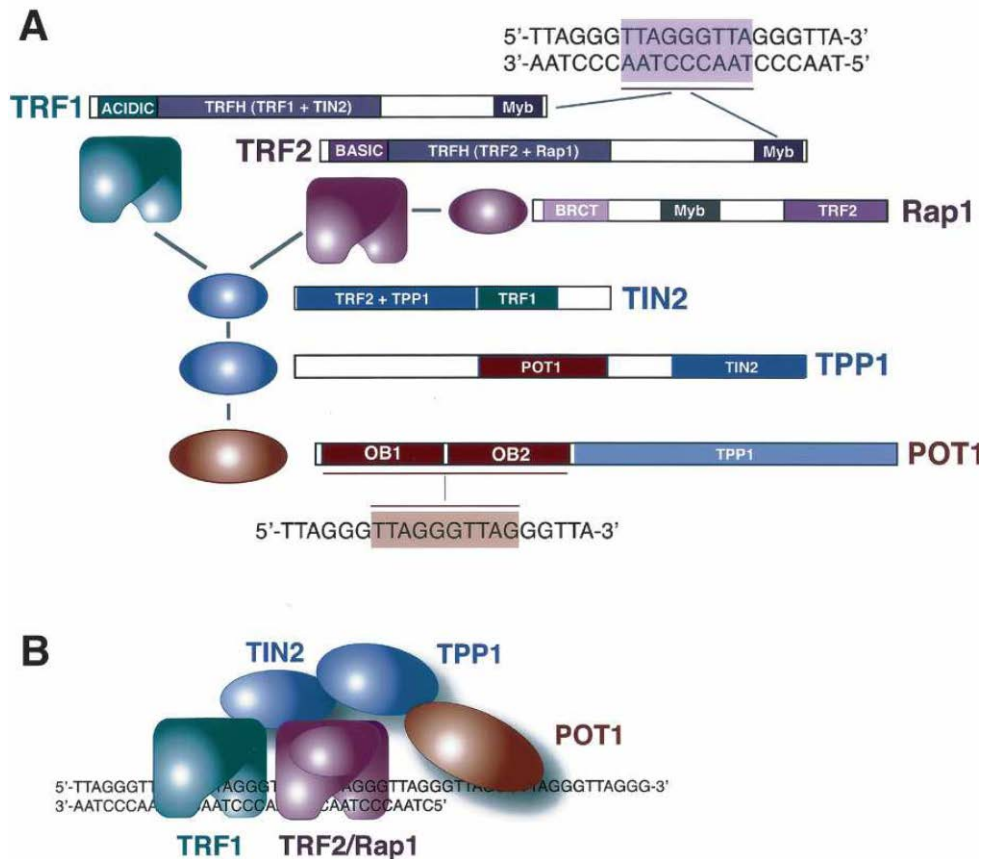 A
5'-TTAGGGTTAGGGTTAGGGTTA-3'
3'-AATCCCAATCCCAATCCCAAT-5'
TRF1 ACIDIC TRFH (TRF1 + TIN2) Myb
TRF2 BASIC TRFH (TRF2 + Rap1) Myb
BRCT Myb TRF2 Rap1
TRF2 + TPP1 TRF1 TIN2
POT1 TIN2 TPP1
OB1 OB2 TPP1 POT1
5'-TTAGGGTTAGGGTTAGGGTTA-3'
B
TIN2 TPP1
POT1
TRF1 TRF2/Rap1